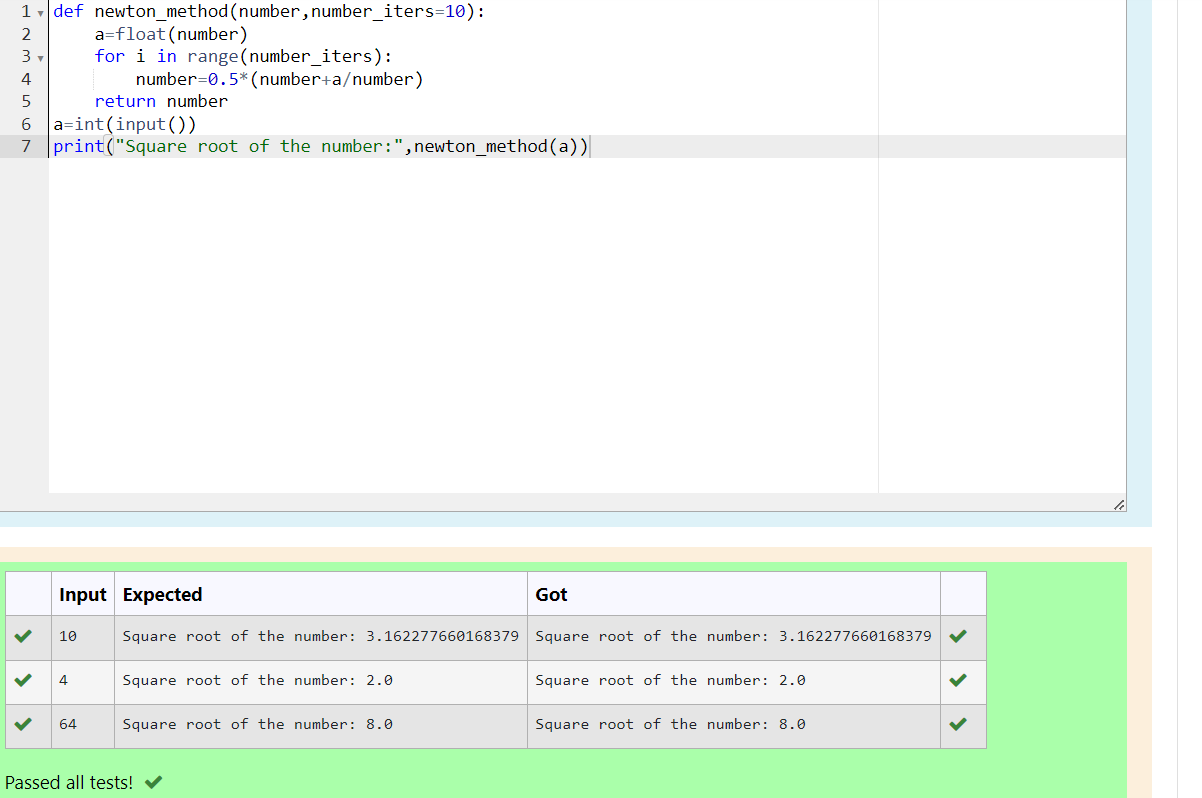 1 def newton_method(number,number_iters=10):
2     a=float(number)
3     for i in range(number_iters):
4         number=0.5*(number+a/number)
5     return number
6 a=int(input())
7 print("Square root of the number:",newton_method(a))
Input Expected Got
10 Square root of the number: 3.162277660168379 Square root of the number: 3.162277660168379
4 Square root of the number: 2.0 Square root of the number: 2.0
64 Square root of the number: 8.0 Square root of the number: 8.0
Passed all tests!